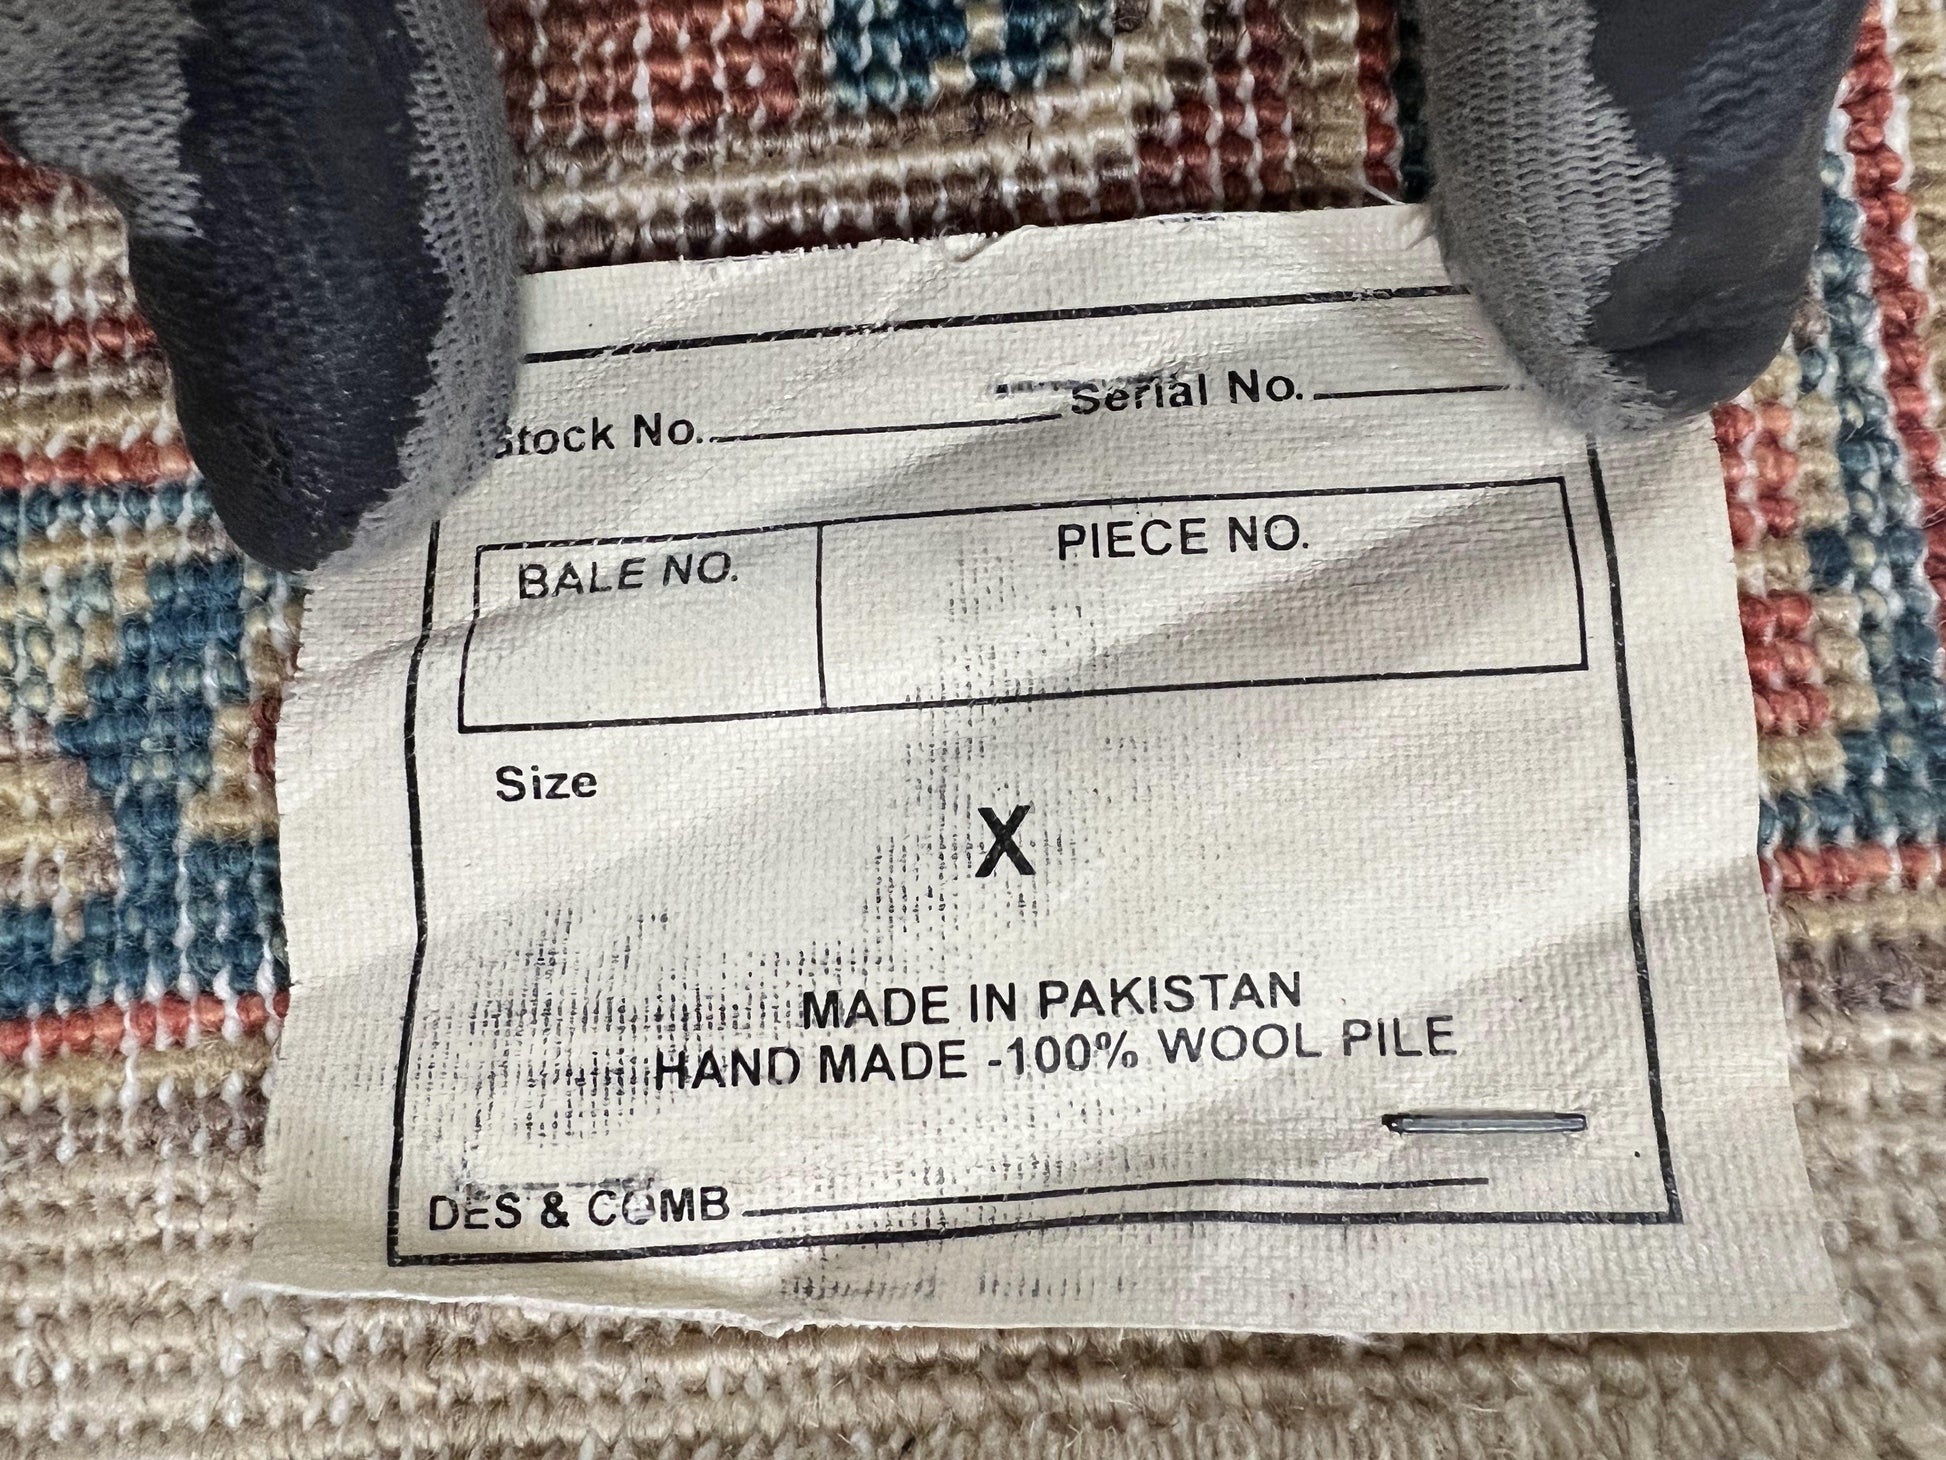 Stock No. Serial No.
BALE NO. PIECE NO.
Size
X
MADE IN PAKISTAN
HAND MADE -100% WOOL PILE
DES & COMB